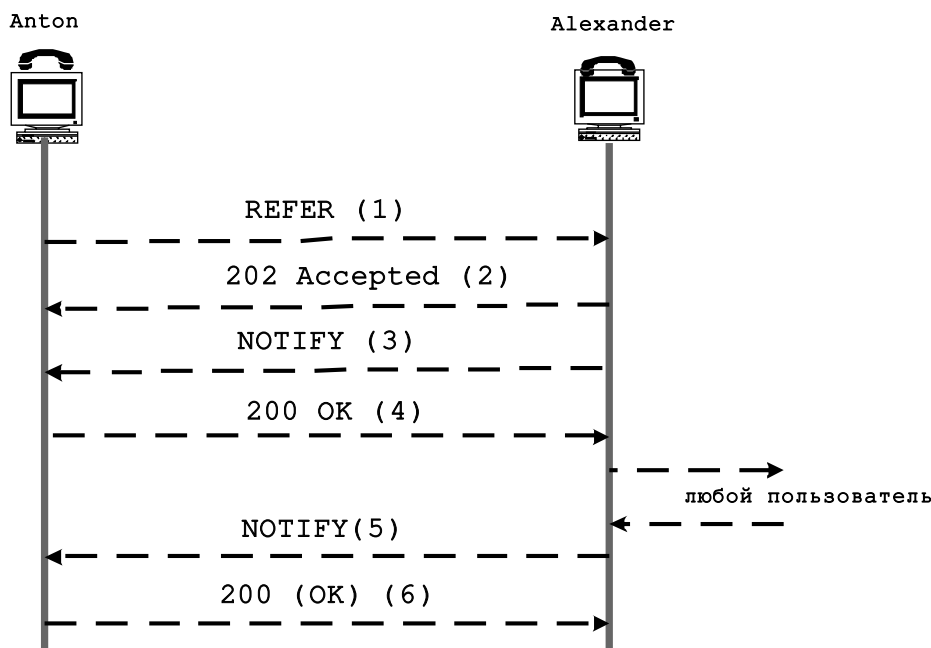 Anton
Alexander
REFER (1)
202 Accepted (2)
NOTIFY (3)
200 OK (4)
любой пользователь
NOTIFY(5)
200 (OK) (6)